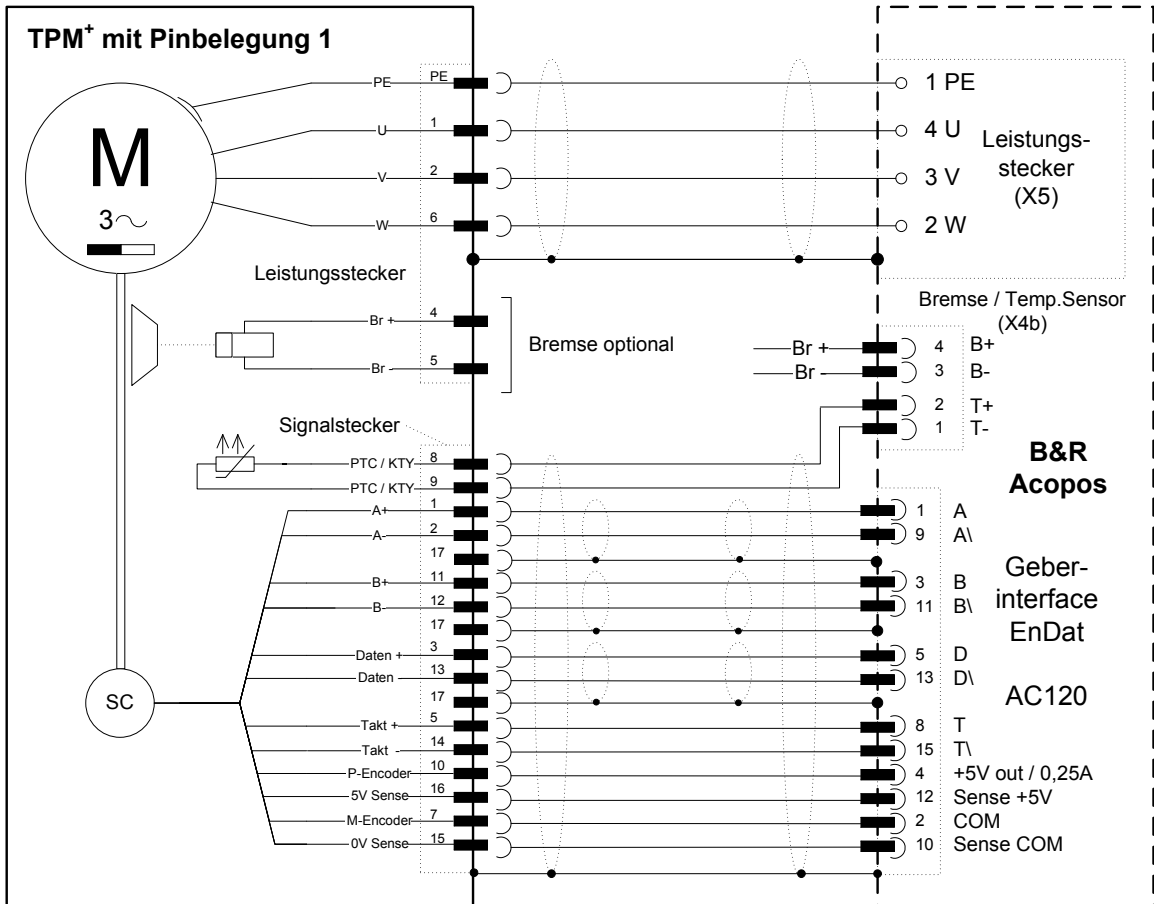 TPM+ mit Pinbelegung 1
PE PE 1 PE
U 1 4 U
V 2 3 V
W 6 2 W
M
3
Leistungs-
stecker
(X5)
Leistungsstecker
Br + 4
Br - 5
Bremse optional
Bremse / Temp.Sensor
(X4b)
Br + 4 B+
Br - 3 B-
2 T+
1 T-
Signalstecker
B&R
Acopos
PTC / KTY 8
PTC / KTY 9
A+ 1 1 A
A- 2 9 A\
17
B+ 11 3 B
B- 12 11 B\
17
Daten + 3 5 D
Daten 13 13 D\
17
Takt + 5 8 T
Takt - 14 15 T\
P-Encoder 10 4 +5V out / 0,25A
5V Sense 16 12 Sense +5V
M-Encoder 7 2 COM
0V Sense 15 10 Sense COM
Geber-
interface
EnDat
AC120
SC